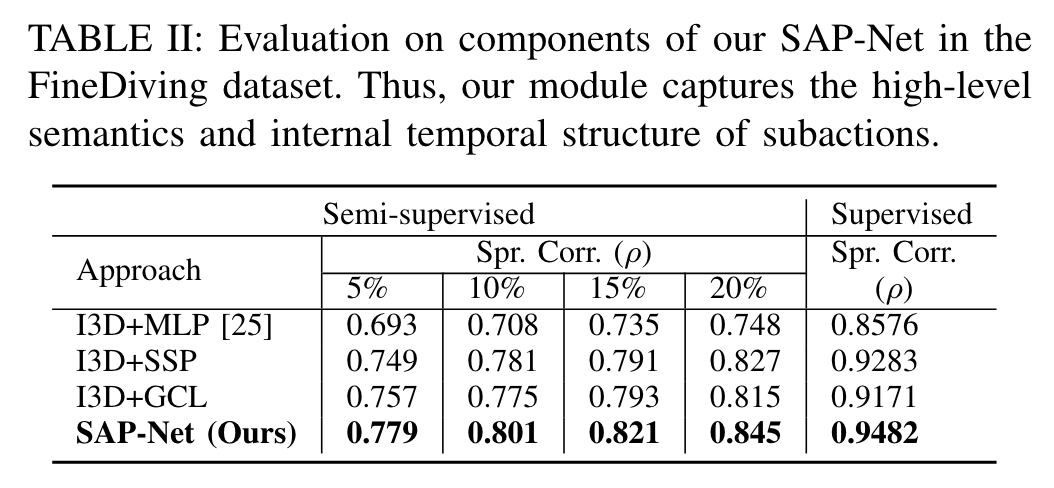 TABLE II: Evaluation on components of our SAP-Net in the
FineDiving dataset. Thus, our module captures the high-level
semantics and internal temporal structure of subactions.
Semi-supervised Supervised
Approach Spr. Corr. (ρ) Spr. Corr. (ρ)
5% 10% 15% 20%
I3D+MLP [25] 0.693 0.708 0.735 0.748 0.8576
I3D+SSP 0.749 0.781 0.791 0.827 0.9283
I3D+GCL 0.757 0.775 0.793 0.815 0.9171
SAP-Net (Ours) 0.779 0.801 0.821 0.845 0.9482